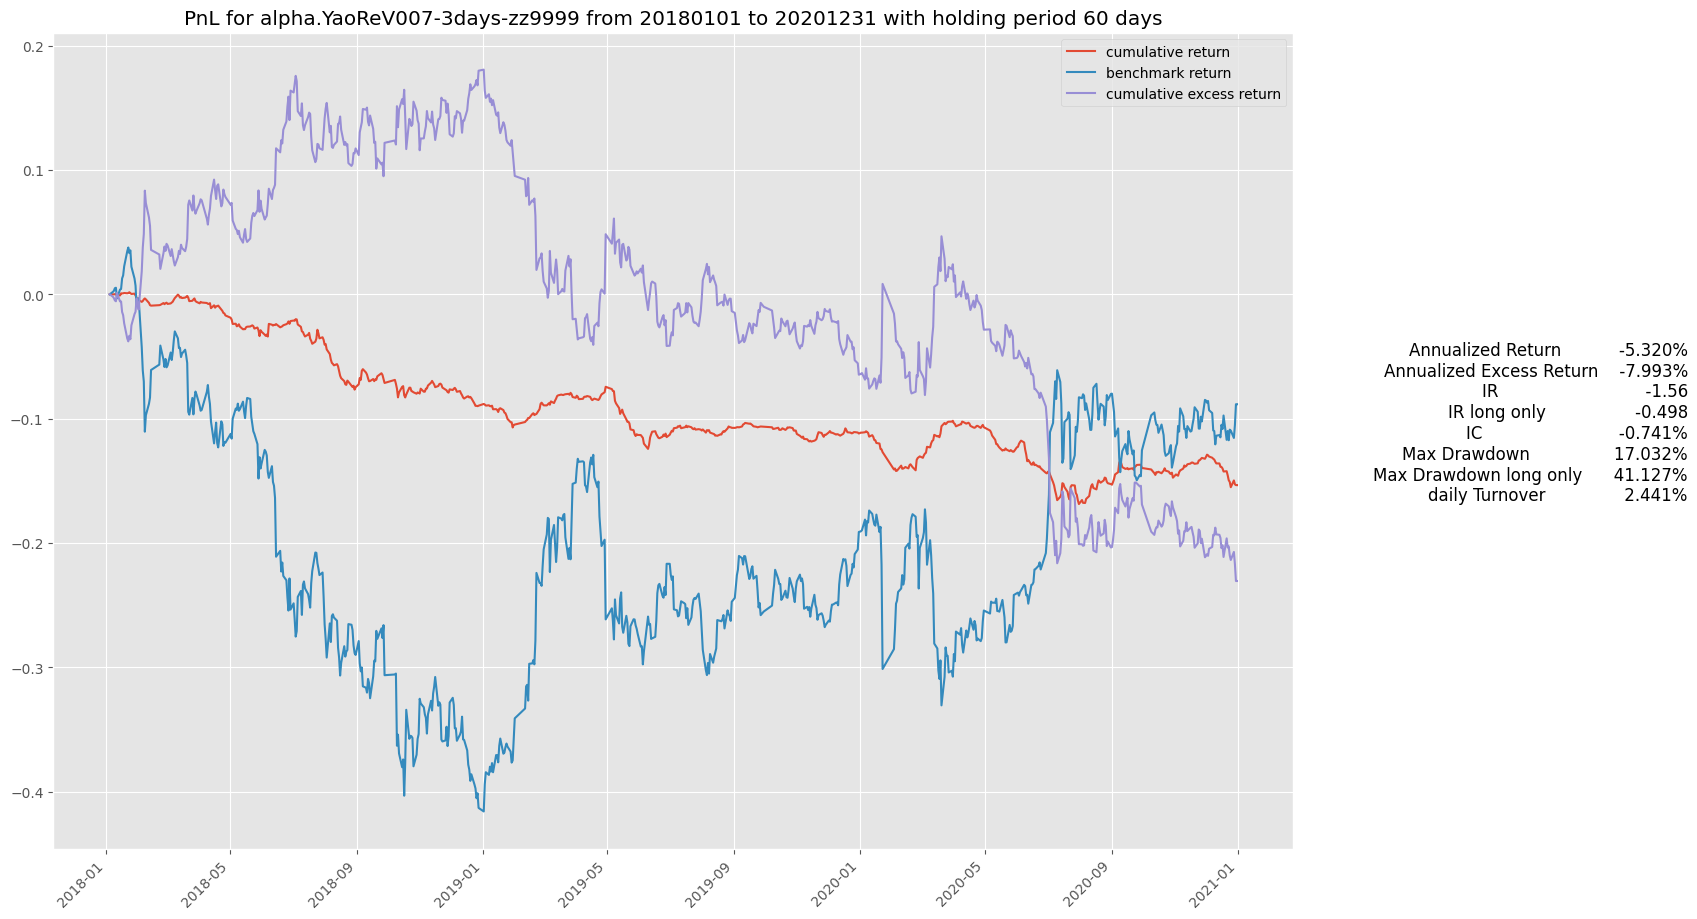 PnL for alpha.YaoReV007-3days-zz9999 from 20180101 to 20201231 with holding period 60 days
cumulative return
benchmark return
cumulative excess return
0.2
0.1
0.0
−0.1
−0.2
−0.3
−0.4
2018-01
2018-05
2018-09
2019-01
2019-05
2019-09
2020-01
2020-05
2020-09
2021-01
Annualized Return -5.320%
Annualized Excess Return -7.993%
IR -1.56
IR long only -0.498
IC -0.741%
Max Drawdown 17.032%
Max Drawdown long only 41.127%
daily Turnover 2.441%